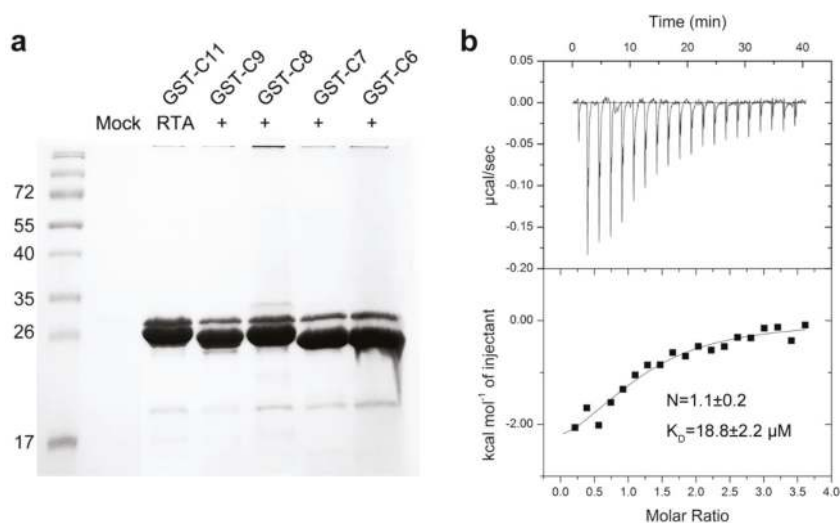 a
GST-C11
GST-C9
GST-C8
GST-C7
GST-C6
Mock RTA + + + +
72
55
40
35
26
17
b
Time (min)
0 10 20 30 40
0.05
0.00
-0.05
-0.10
-0.15
-0.20
µcal/sec
0.00
-2.00
kcal mol⁻¹ of injectant
N=1.1±0.2
K_D=18.8±2.2 µM
0.0 0.5 1.0 1.5 2.0 2.5 3.0 3.5 4.0
Molar Ratio